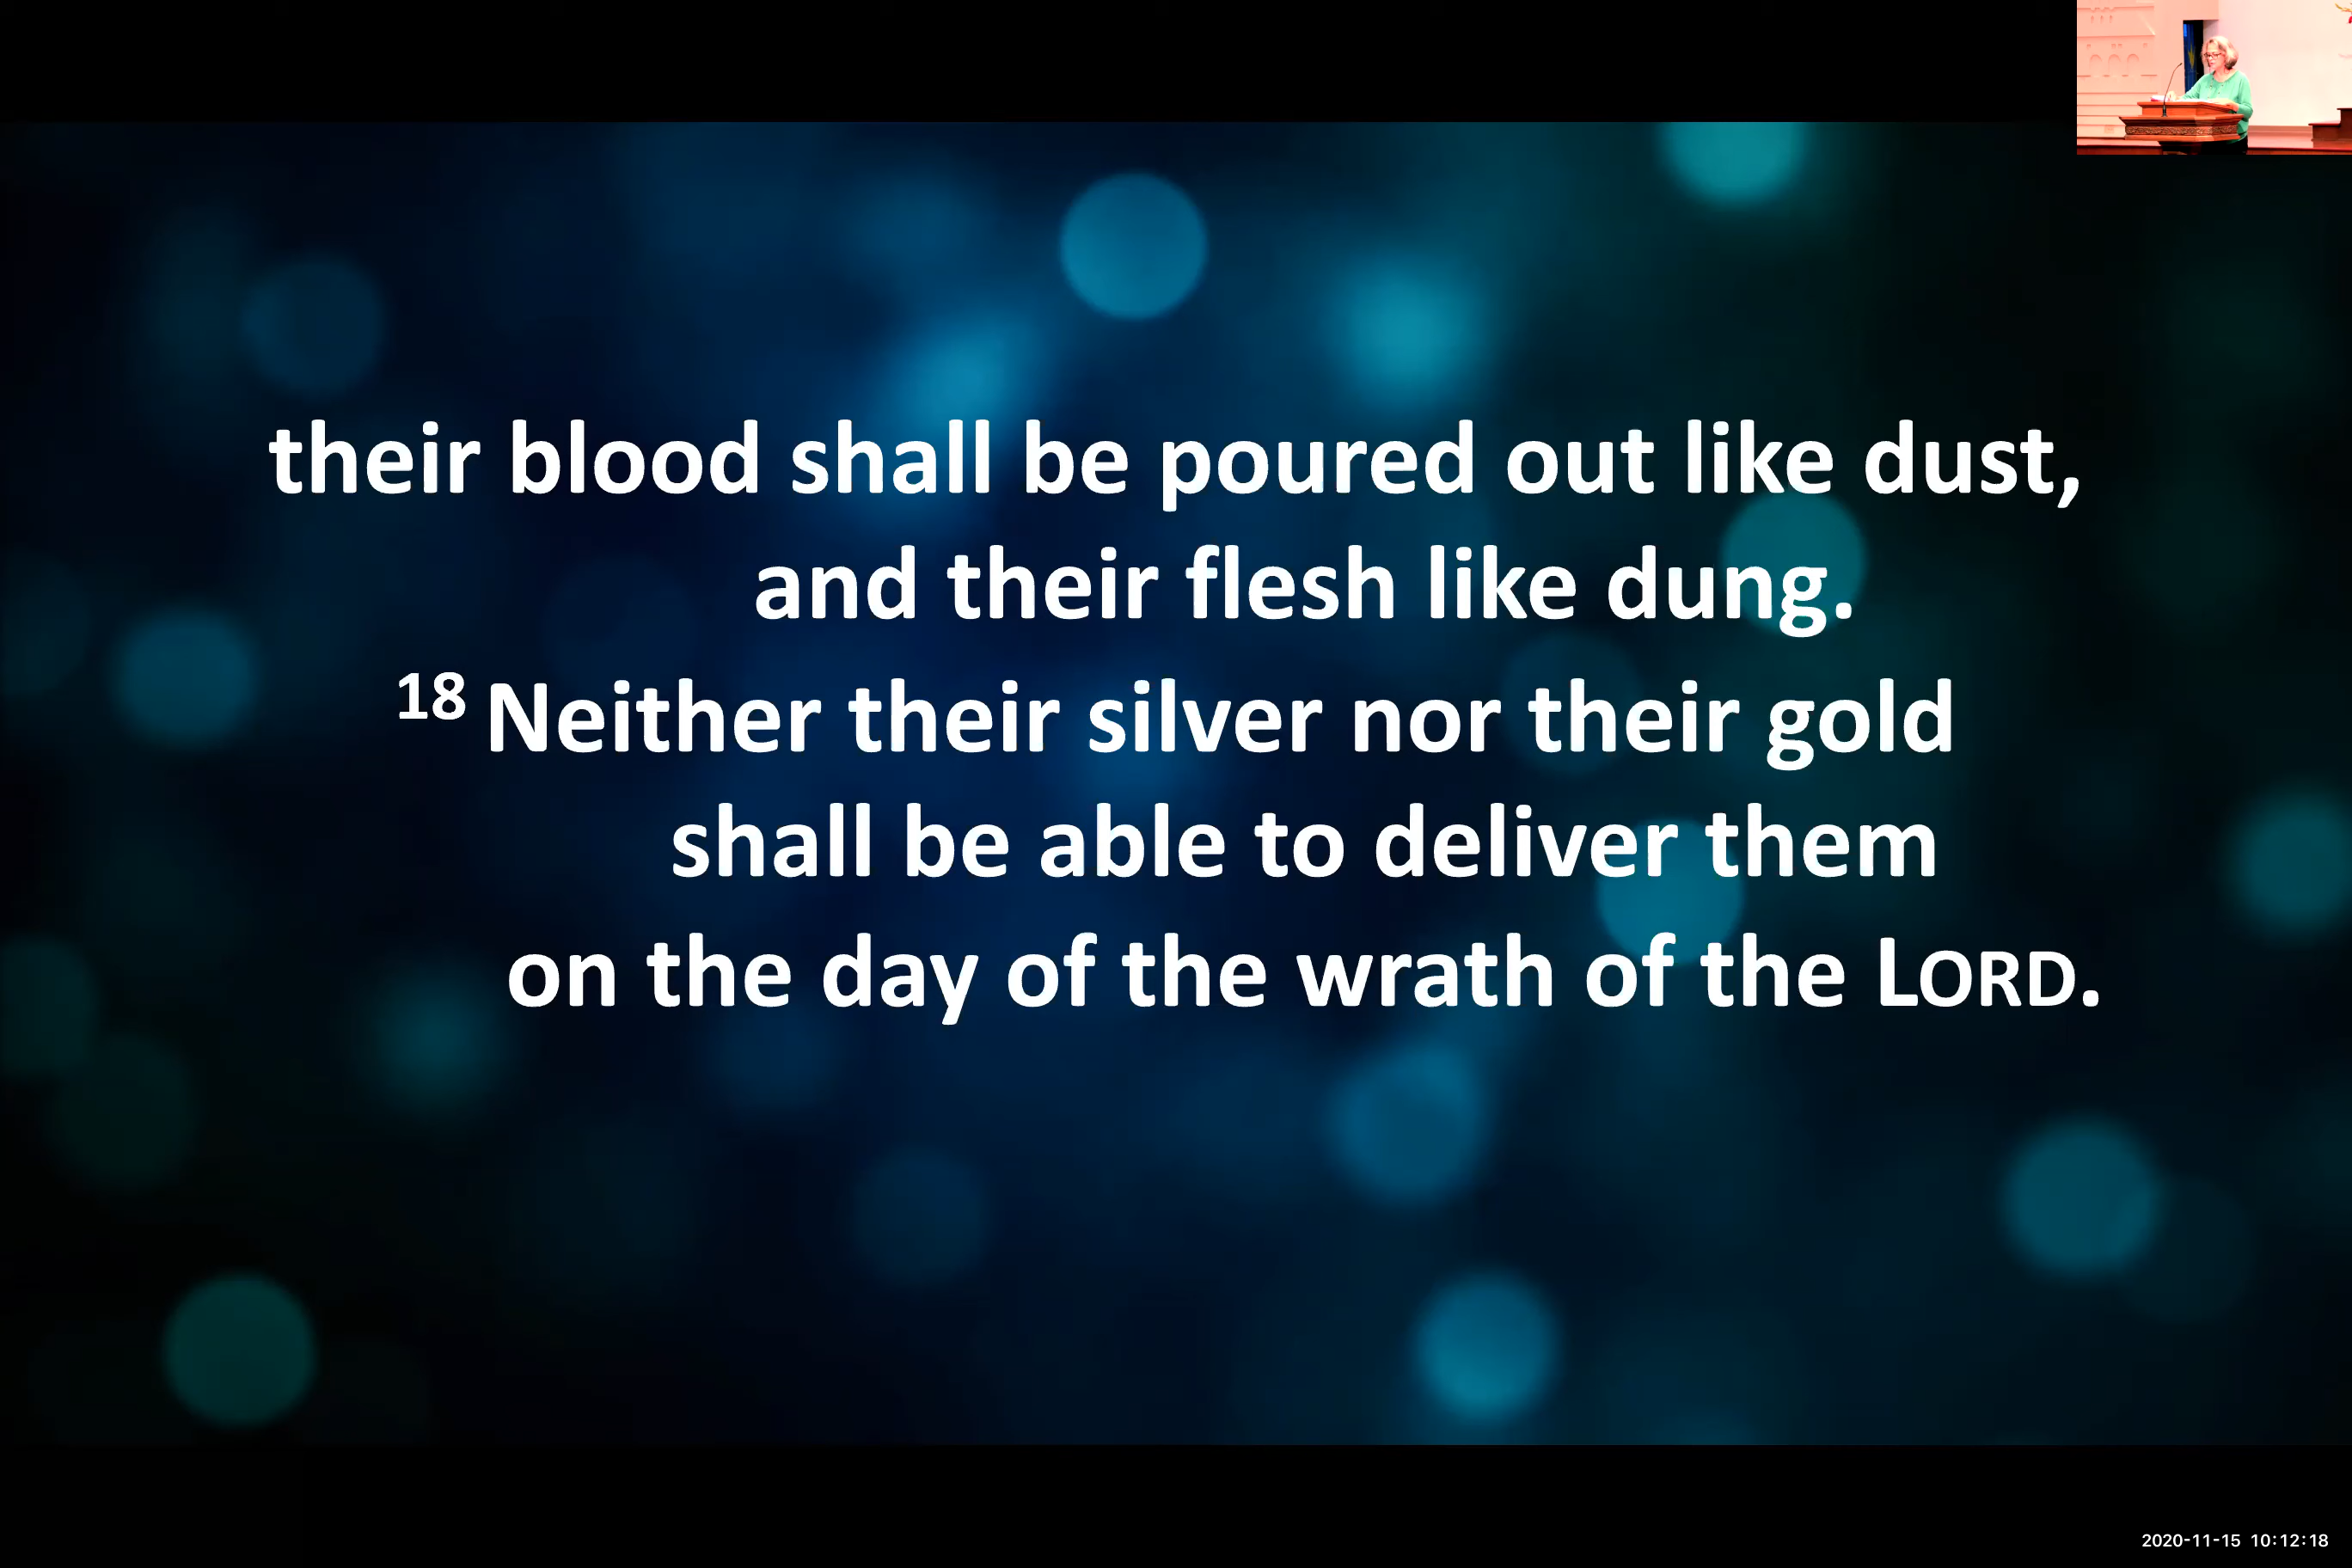 their blood shall be poured out like dust,
and their flesh like dung.
18 Neither their silver nor their gold
shall be able to deliver them
on the day of the wrath of the LORD.
2020-11-15 10:12:18